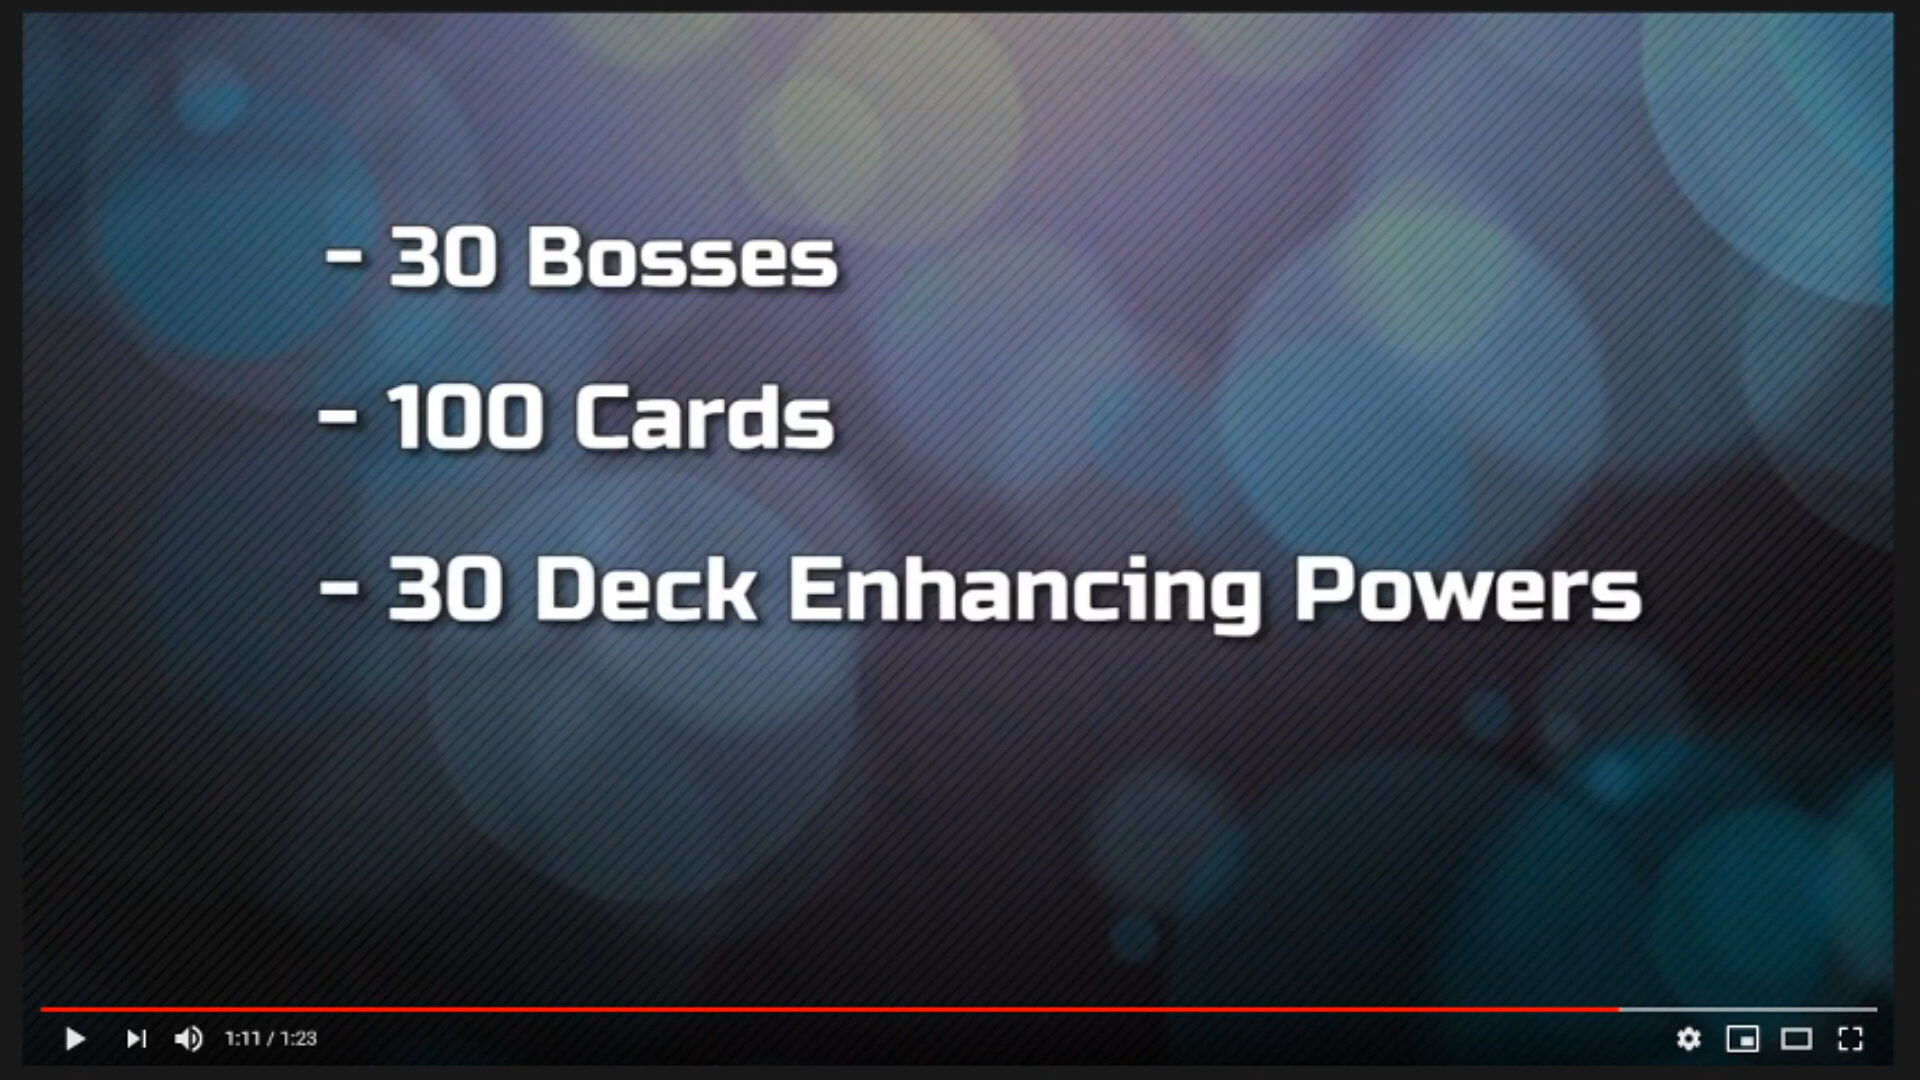 - 30 Bosses
- 100 Cards
- 30 Deck Enhancing Powers
1:11 / 1:23